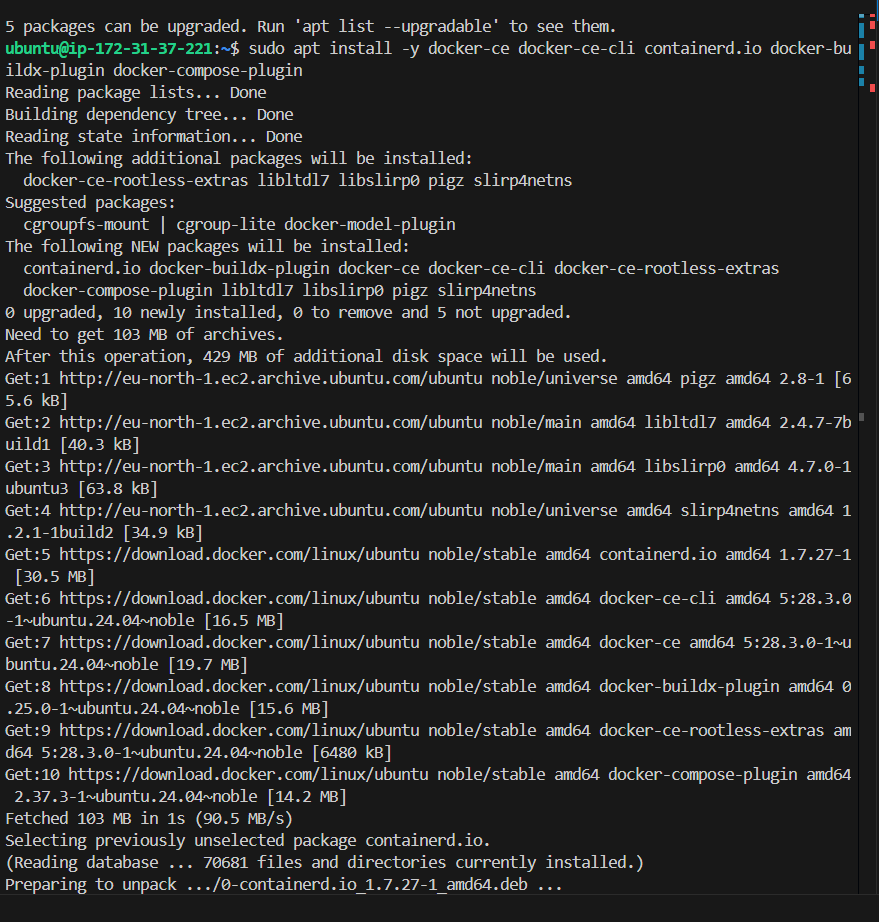 5 packages can be upgraded. Run 'apt list --upgradable' to see them.
ubuntu@ip-172-31-37-221:~$ sudo apt install -y docker-ce docker-ce-cli containerd.io docker-bu
ildx-plugin docker-compose-plugin
Reading package lists... Done
Building dependency tree... Done
Reading state information... Done
The following additional packages will be installed:
  docker-ce-rootless-extras libltdl7 libslirp0 pigz slirp4netns
Suggested packages:
  cgroupfs-mount | cgroup-lite docker-model-plugin
The following NEW packages will be installed:
  containerd.io docker-buildx-plugin docker-ce docker-ce-cli docker-ce-rootless-extras
  docker-compose-plugin libltdl7 libslirp0 pigz slirp4netns
0 upgraded, 10 newly installed, 0 to remove and 5 not upgraded.
Need to get 103 MB of archives.
After this operation, 429 MB of additional disk space will be used.
Get:1 http://eu-north-1.ec2.archive.ubuntu.com/ubuntu noble/universe amd64 pigz amd64 2.8-1 [6
5.6 kB]
Get:2 http://eu-north-1.ec2.archive.ubuntu.com/ubuntu noble/main amd64 libltdl7 amd64 2.4.7-7b
uild1 [40.3 kB]
Get:3 http://eu-north-1.ec2.archive.ubuntu.com/ubuntu noble/main amd64 libslirp0 amd64 4.7.0-1
ubuntu3 [63.8 kB]
Get:4 http://eu-north-1.ec2.archive.ubuntu.com/ubuntu noble/universe amd64 slirp4netns amd64 1
.2.1-1build2 [34.9 kB]
Get:5 https://download.docker.com/linux/ubuntu noble/stable amd64 containerd.io amd64 1.7.27-1
 [30.5 MB]
Get:6 https://download.docker.com/linux/ubuntu noble/stable amd64 docker-ce-cli amd64 5:28.3.0
-1~ubuntu.24.04~noble [16.5 MB]
Get:7 https://download.docker.com/linux/ubuntu noble/stable amd64 docker-ce amd64 5:28.3.0-1~u
buntu.24.04~noble [19.7 MB]
Get:8 https://download.docker.com/linux/ubuntu noble/stable amd64 docker-buildx-plugin amd64 0
.25.0-1~ubuntu.24.04~noble [15.6 MB]
Get:9 https://download.docker.com/linux/ubuntu noble/stable amd64 docker-ce-rootless-extras am
d64 5:28.3.0-1~ubuntu.24.04~noble [6480 kB]
Get:10 https://download.docker.com/linux/ubuntu noble/stable amd64 docker-compose-plugin amd64
 2.37.3-1~ubuntu.24.04~noble [14.2 MB]
Fetched 103 MB in 1s (90.5 MB/s)
Selecting previously unselected package containerd.io.
(Reading database ... 70681 files and directories currently installed.)
Preparing to unpack .../0-containerd.io_1.7.27-1_amd64.deb ...